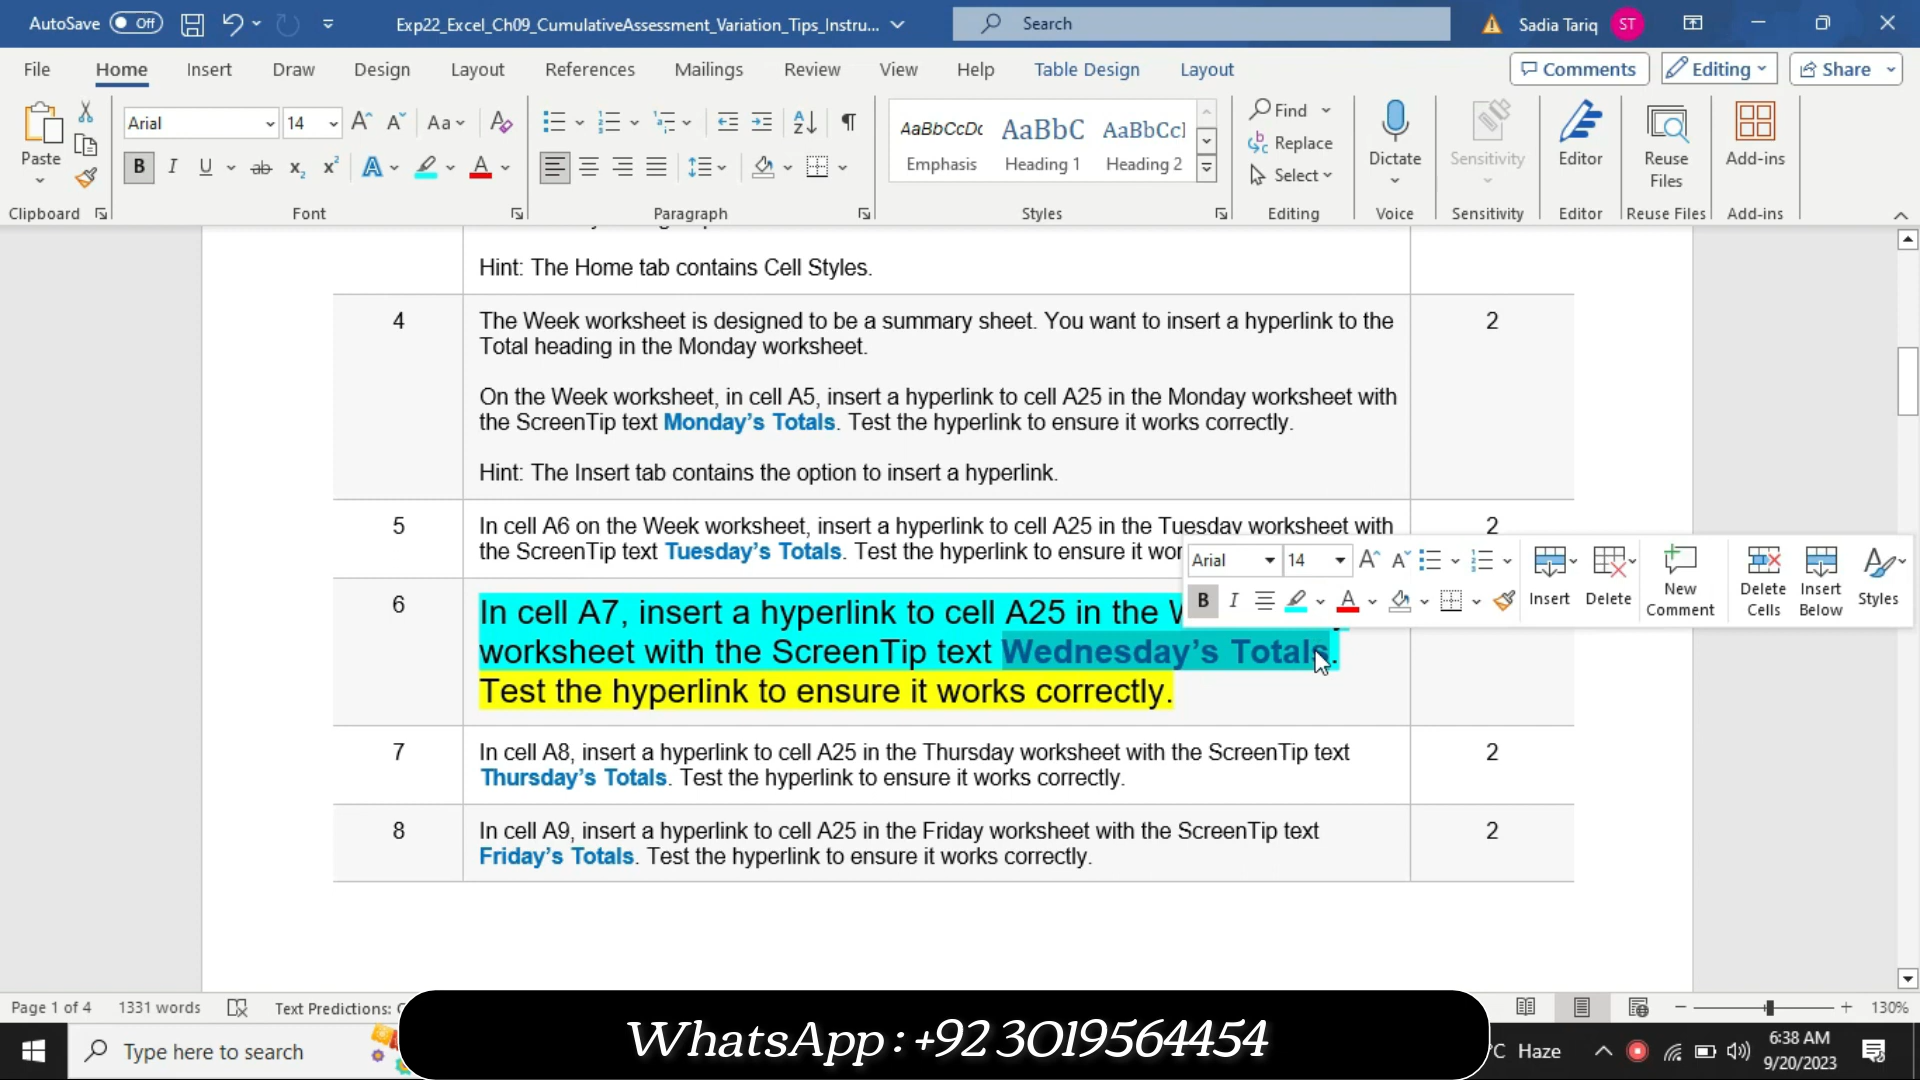 AutoSave Off
Exp22_Excel_Ch09_CumulativeAssessment_Variation_Tips_Instru...
Search
Sadia Tariq ST
File Home Insert Draw Design Layout References Mailings Review View Help Table Design Layout
Comments Editing Share
Paste
Clipboard
Arial 14
Font
Paragraph
AaBbCcDc AaBbC AaBbCcl
Emphasis Heading 1 Heading 2
Styles
Find
Replace
Select
Editing
Dictate
Voice
Sensitivity
Sensitivity
Editor
Editor
Reuse
Files
Reuse Files
Add-ins
Add-ins
Hint: The Home tab contains Cell Styles.
4
The Week worksheet is designed to be a summary sheet. You want to insert a hyperlink to the
Total heading in the Monday worksheet.
On the Week worksheet, in cell A5, insert a hyperlink to cell A25 in the Monday worksheet with
the ScreenTip text Monday’s Totals. Test the hyperlink to ensure it works correctly.
Hint: The Insert tab contains the option to insert a hyperlink.
2
5
In cell A6 on the Week worksheet, insert a hyperlink to cell A25 in the Tuesday worksheet with
the ScreenTip text Tuesday’s Totals. Test the hyperlink to ensure it wor
2
Arial 14
Insert Delete
New
Comment
Delete
Cells
Insert
Below
Styles
6
In cell A7, insert a hyperlink to cell A25 in the
worksheet with the ScreenTip text Wednesday’s Totals.
Test the hyperlink to ensure it works correctly.
7
In cell A8, insert a hyperlink to cell A25 in the Thursday worksheet with the ScreenTip text
Thursday’s Totals. Test the hyperlink to ensure it works correctly.
2
8
In cell A9, insert a hyperlink to cell A25 in the Friday worksheet with the ScreenTip text
Friday’s Totals. Test the hyperlink to ensure it works correctly.
2
Page 1 of 4 1331 words Text Predictions:
130%
WhatsApp : +92 3019564454
Type here to search
°C Haze
6:38 AM
9/20/2023